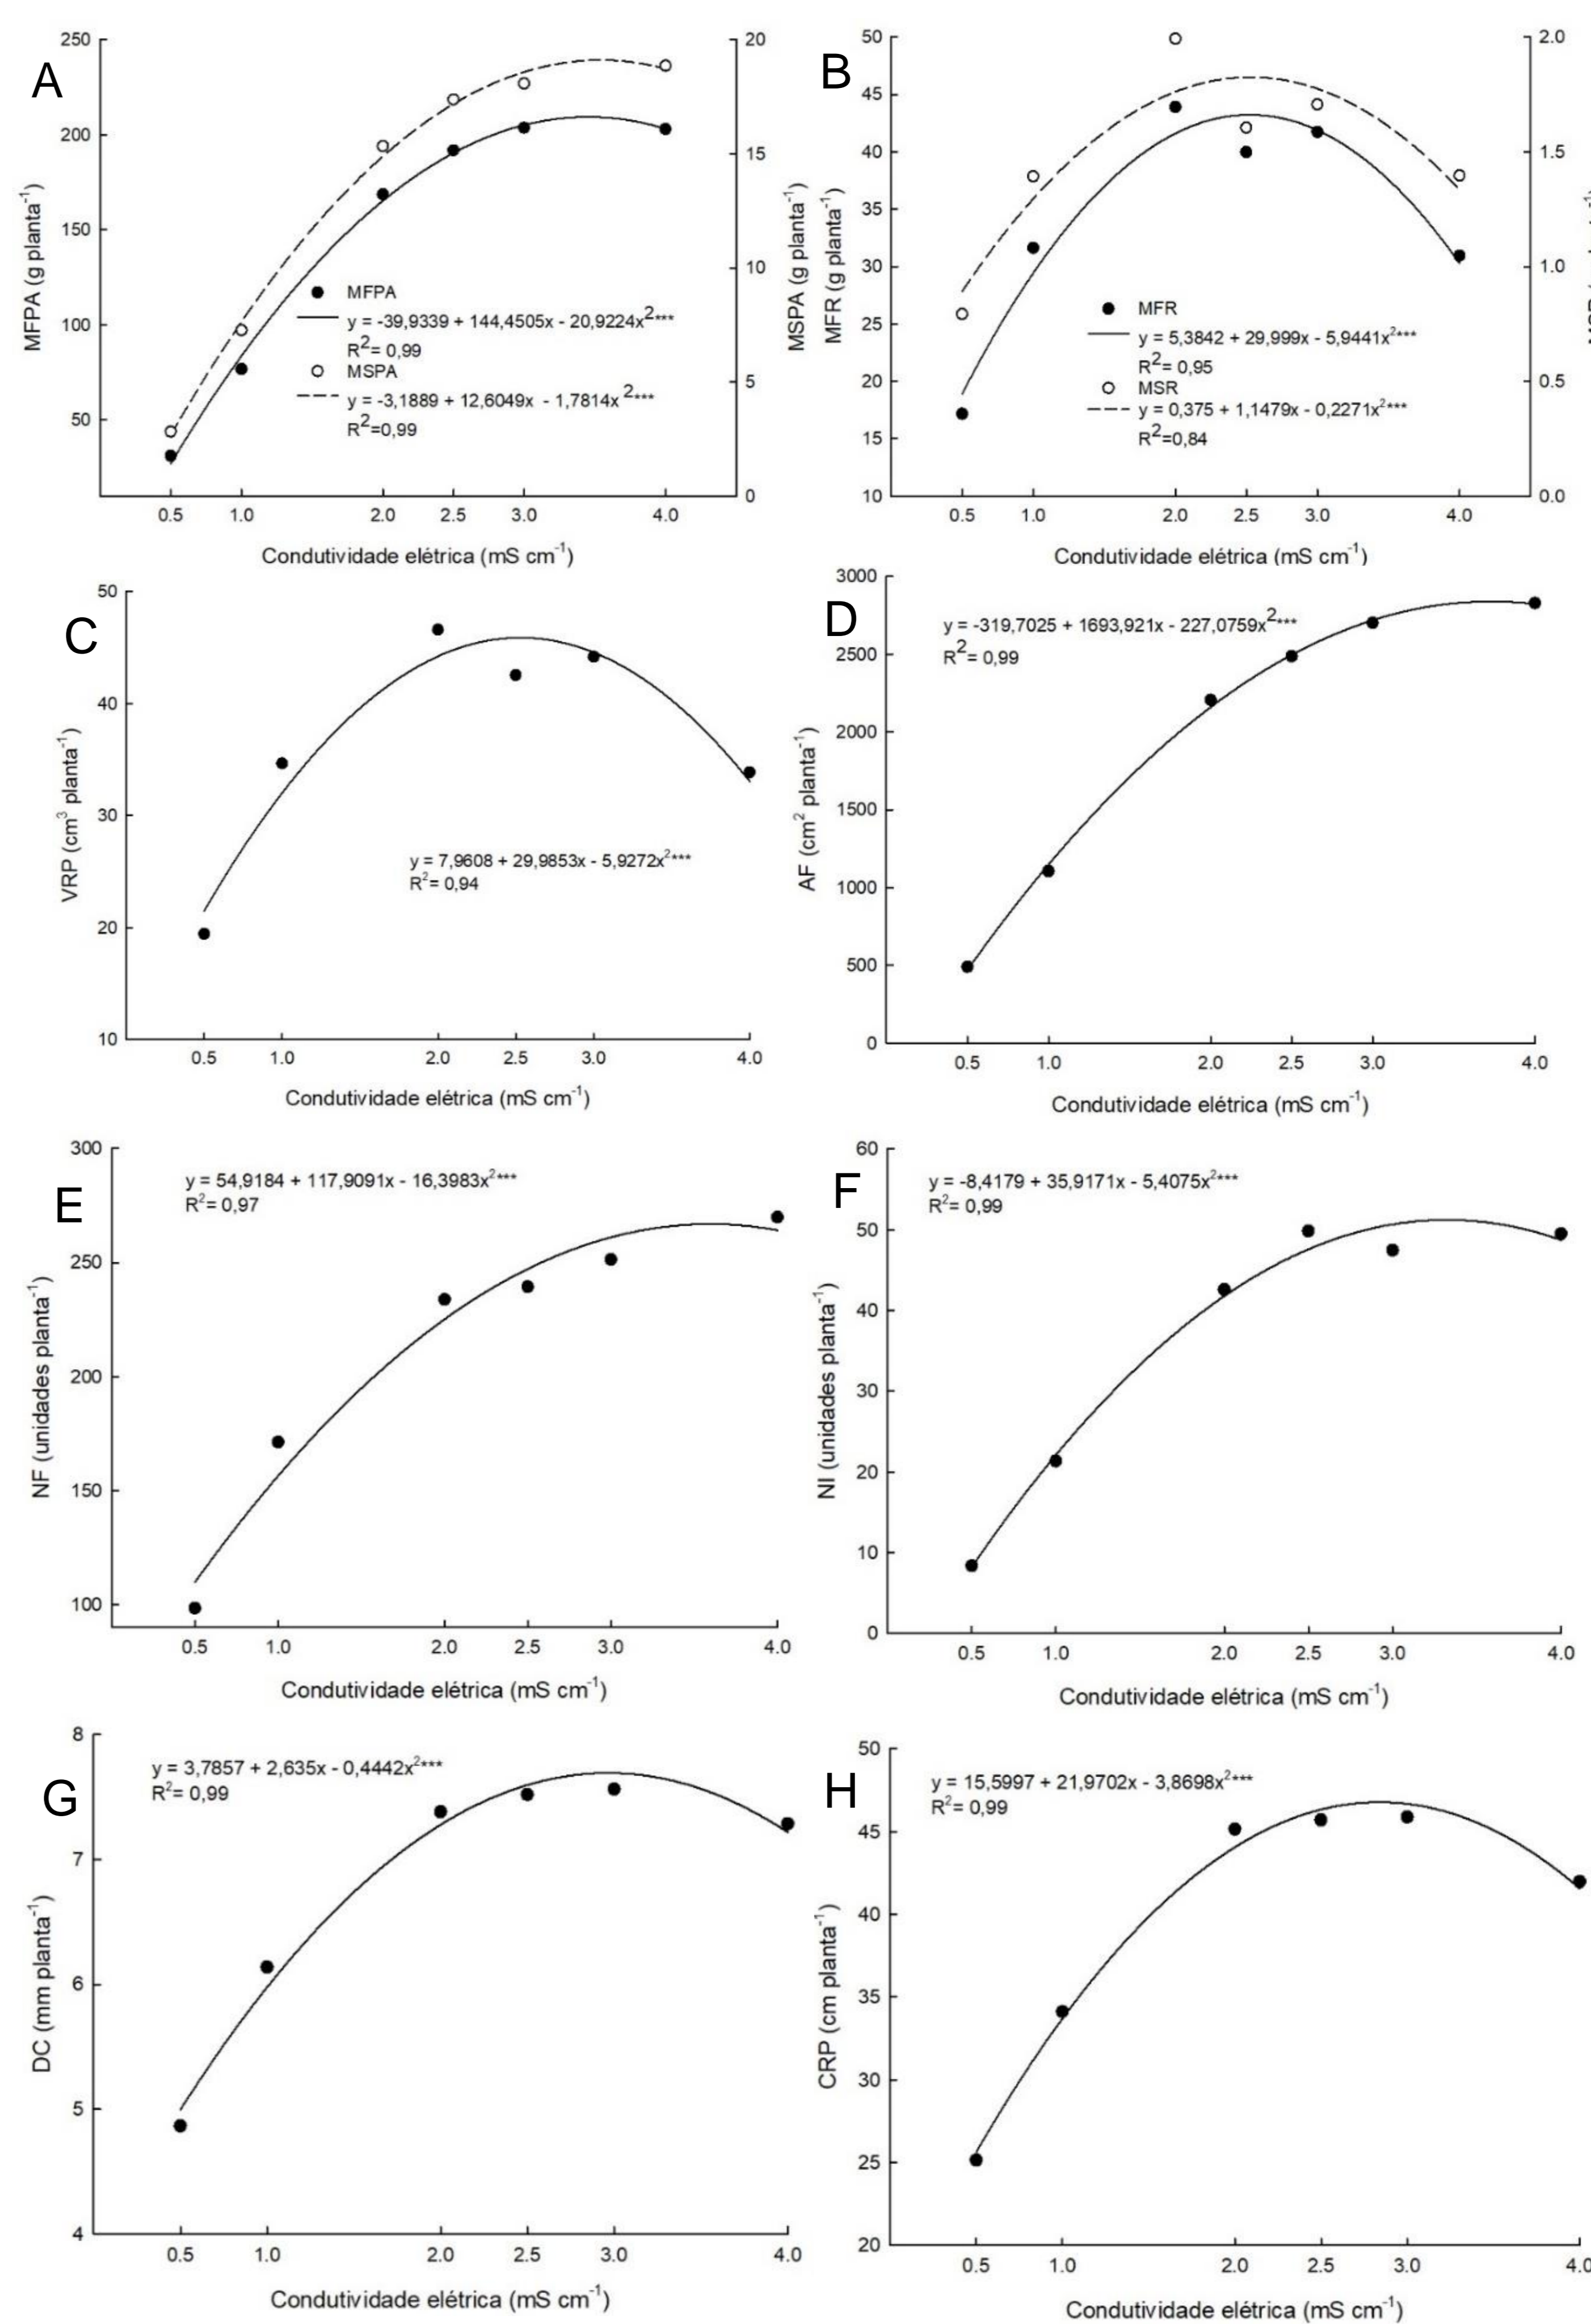 A
250
200
150
100
50
20
15
10
5
0
MFPA (g planta-1)
MSPA (g planta-1)
MFPA
y = -39,9339 + 144,4505x - 20,9224x2***
R2= 0,99
MSPA
y = -3,1889 + 12,6049x - 1,7814x 2***
R2=0,99
0.5 1.0 2.0 2.5 3.0 4.0
Condutividade elétrica (mS cm-1)
B
50
45
40
35
30
25
20
15
10
2.0
1.5
1.0
0.5
0.0
MFR (g planta-1)
MFR
y = 5,3842 + 29,999x - 5,9441x2***
R2= 0,95
MSR
y = 0,375 + 1,1479x - 0,2271x2***
R2=0,84
0.5 1.0 2.0 2.5 3.0 4.0
Condutividade elétrica (mS cm-1)
C
50
40
30
20
10
VRP (cm3 planta-1)
y = 7,9608 + 29,9853x - 5,9272x2***
R2= 0,94
0.5 1.0 2.0 2.5 3.0 4.0
Condutividade elétrica (mS cm-1)
D
3000
2500
2000
1500
1000
500
0
AF (cm2 planta-1)
y = -319,7025 + 1693,921x - 227,0759x2***
R2= 0,99
0.5 1.0 2.0 2.5 3.0 4.0
Condutividade elétrica (mS cm-1)
E
300
250
200
150
100
NF (unidades planta-1)
y = 54,9184 + 117,9091x - 16,3983x2***
R2= 0,97
0.5 1.0 2.0 2.5 3.0 4.0
Condutividade elétrica (mS cm-1)
F
60
50
40
30
20
10
0
NI (unidades planta-1)
y = -8,4179 + 35,9171x - 5,4075x2***
R2= 0,99
0.5 1.0 2.0 2.5 3.0 4.0
Condutividade elétrica (mS cm-1)
G
8
7
6
5
4
DC (mm planta-1)
y = 3,7857 + 2,635x - 0,4442x2***
R2= 0,99
0.5 1.0 2.0 2.5 3.0 4.0
Condutividade elétrica (mS cm-1)
H
50
45
40
35
30
25
20
CRP (cm planta-1)
y = 15,5997 + 21,9702x - 3,8698x2***
R2= 0,99
0.5 1.0 2.0 2.5 3.0 4.0
Condutividade elétrica (mS cm-1)